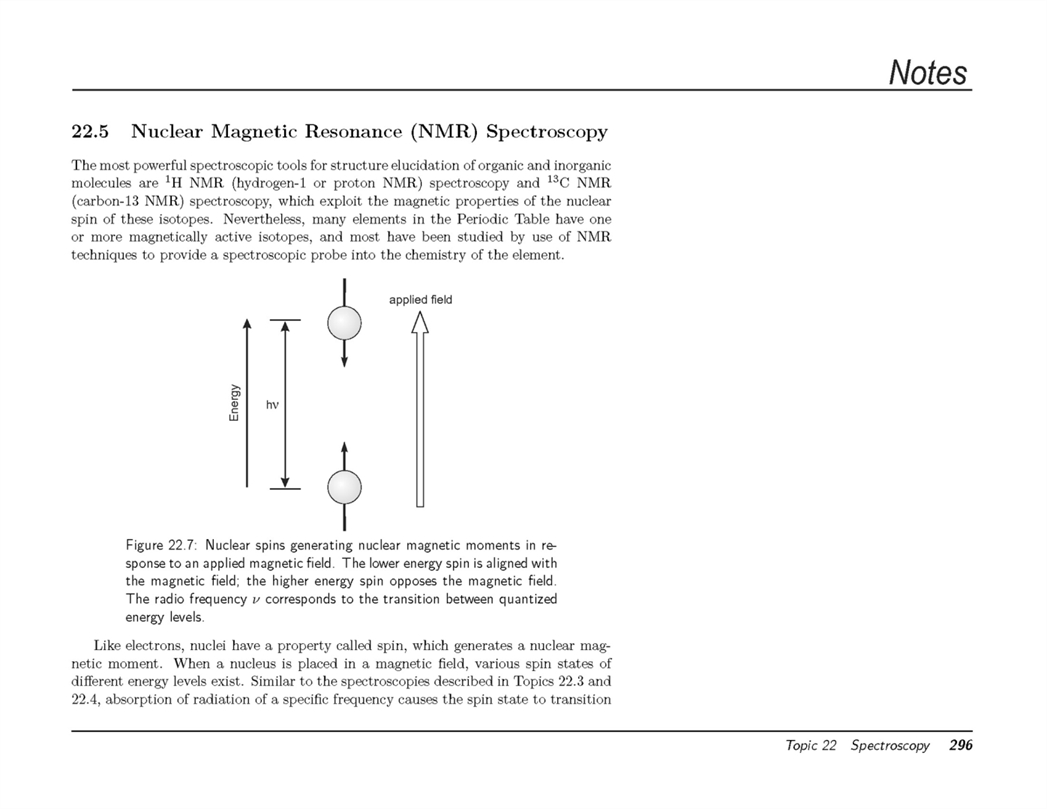 Notes
22.5 Nuclear Magnetic Resonance (NMR) Spectroscopy
The most powerful spectroscopic tools for structure elucidation of organic and inorganic
molecules are ¹H NMR (hydrogen-1 or proton NMR) spectroscopy and ¹³C NMR
(carbon-13 NMR) spectroscopy, which exploit the magnetic properties of the nuclear
spin of these isotopes. Nevertheless, many elements in the Periodic Table have one
or more magnetically active isotopes, and most have been studied by use of NMR
techniques to provide a spectroscopic probe into the chemistry of the element.
applied field
Energy
hν
Figure 22.7: Nuclear spins generating nuclear magnetic moments in re-
sponse to an applied magnetic field. The lower energy spin is aligned with
the magnetic field; the higher energy spin opposes the magnetic field.
The radio frequency ν corresponds to the transition between quantized
energy levels.
Like electrons, nuclei have a property called spin, which generates a nuclear mag-
netic moment. When a nucleus is placed in a magnetic field, various spin states of
different energy levels exist. Similar to the spectroscopies described in Topics 22.3 and
22.4, absorption of radiation of a specific frequency causes the spin state to transition
Topic 22 Spectroscopy 296